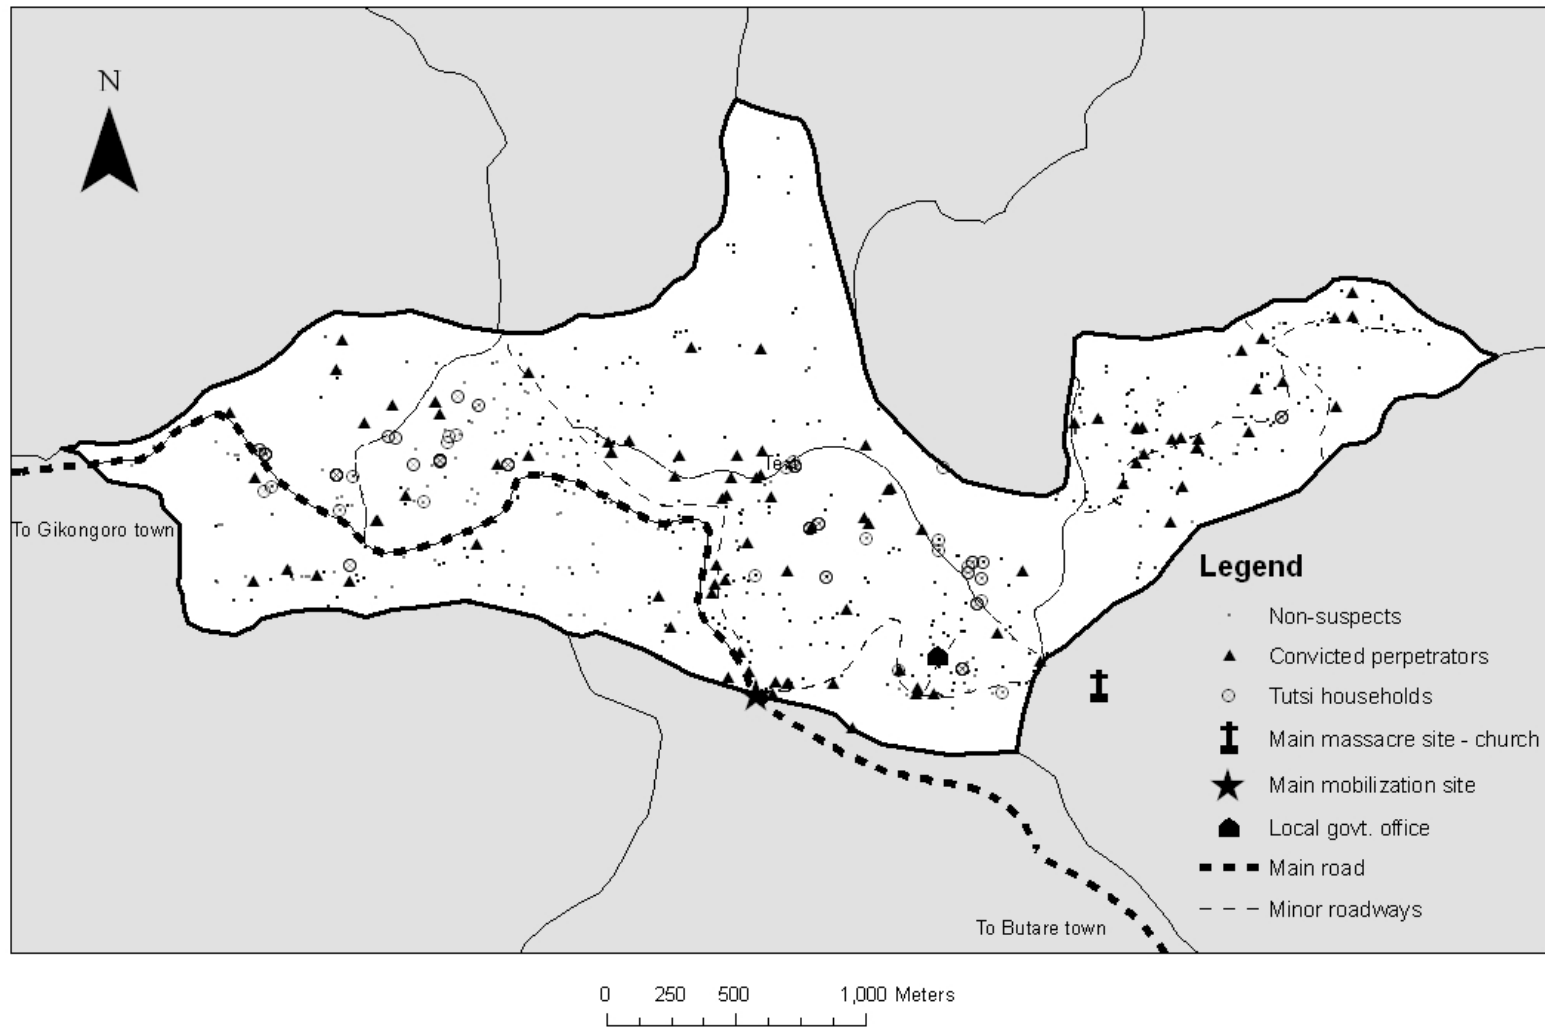 N
Text
To Gikongoro town
Legend
Non-suspects
Convicted perpetrators
Tutsi households
Main massacre site - church
Main mobilization site
Local govt. office
Main road
Minor roadways
To Butare town
0 250 500 1,000 Meters